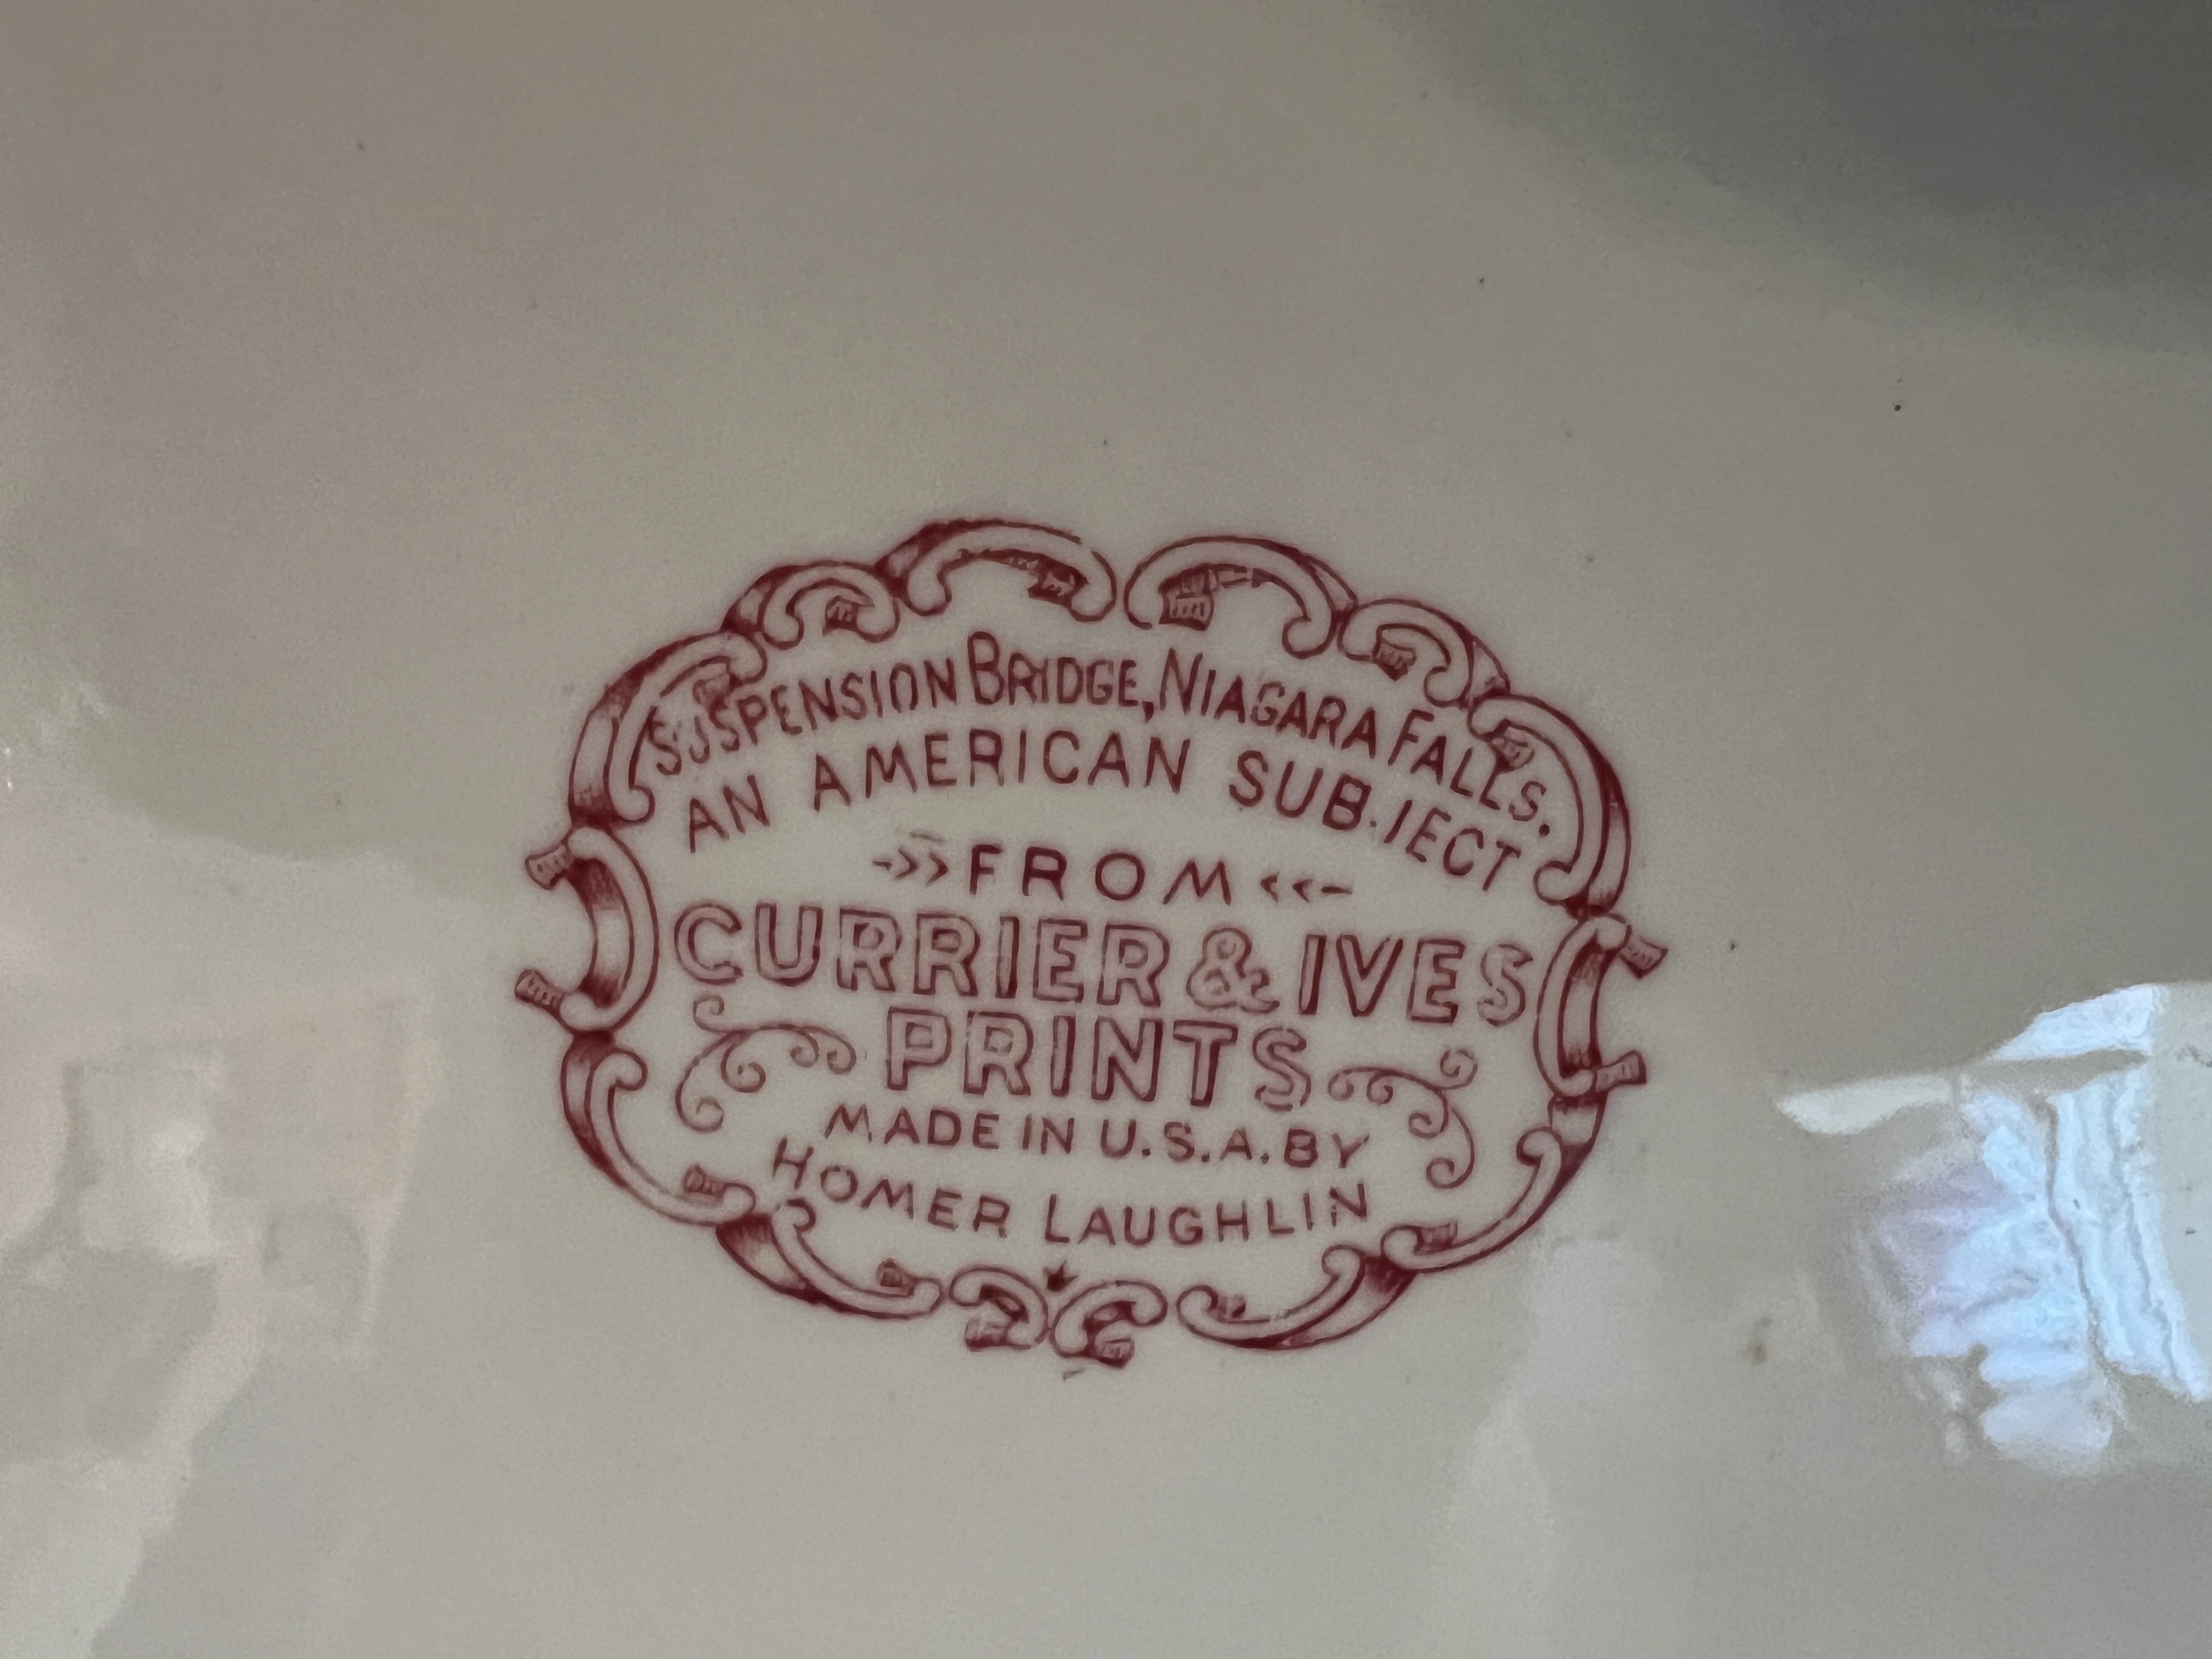 SUSPENSION BRIDGE, NIAGARA FALLS.
AN AMERICAN SUBJECT
->>FROM<<-
CURRIER & IVES
PRINTS
MADE IN U.S.A. BY
HOMER LAUGHLIN